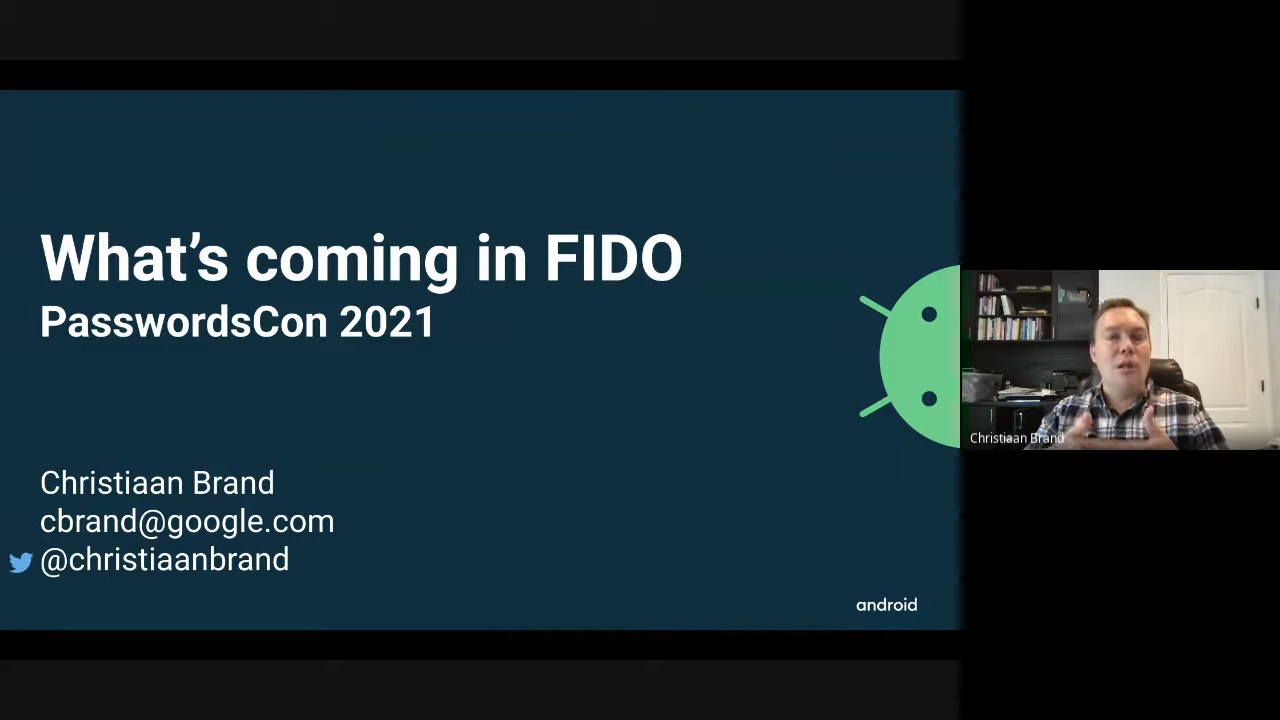 What's coming in FIDO
PasswordsCon 2021
Christiaan Brand
cbrand@google.com
@christiaanbrand
android
Christiaan Brand